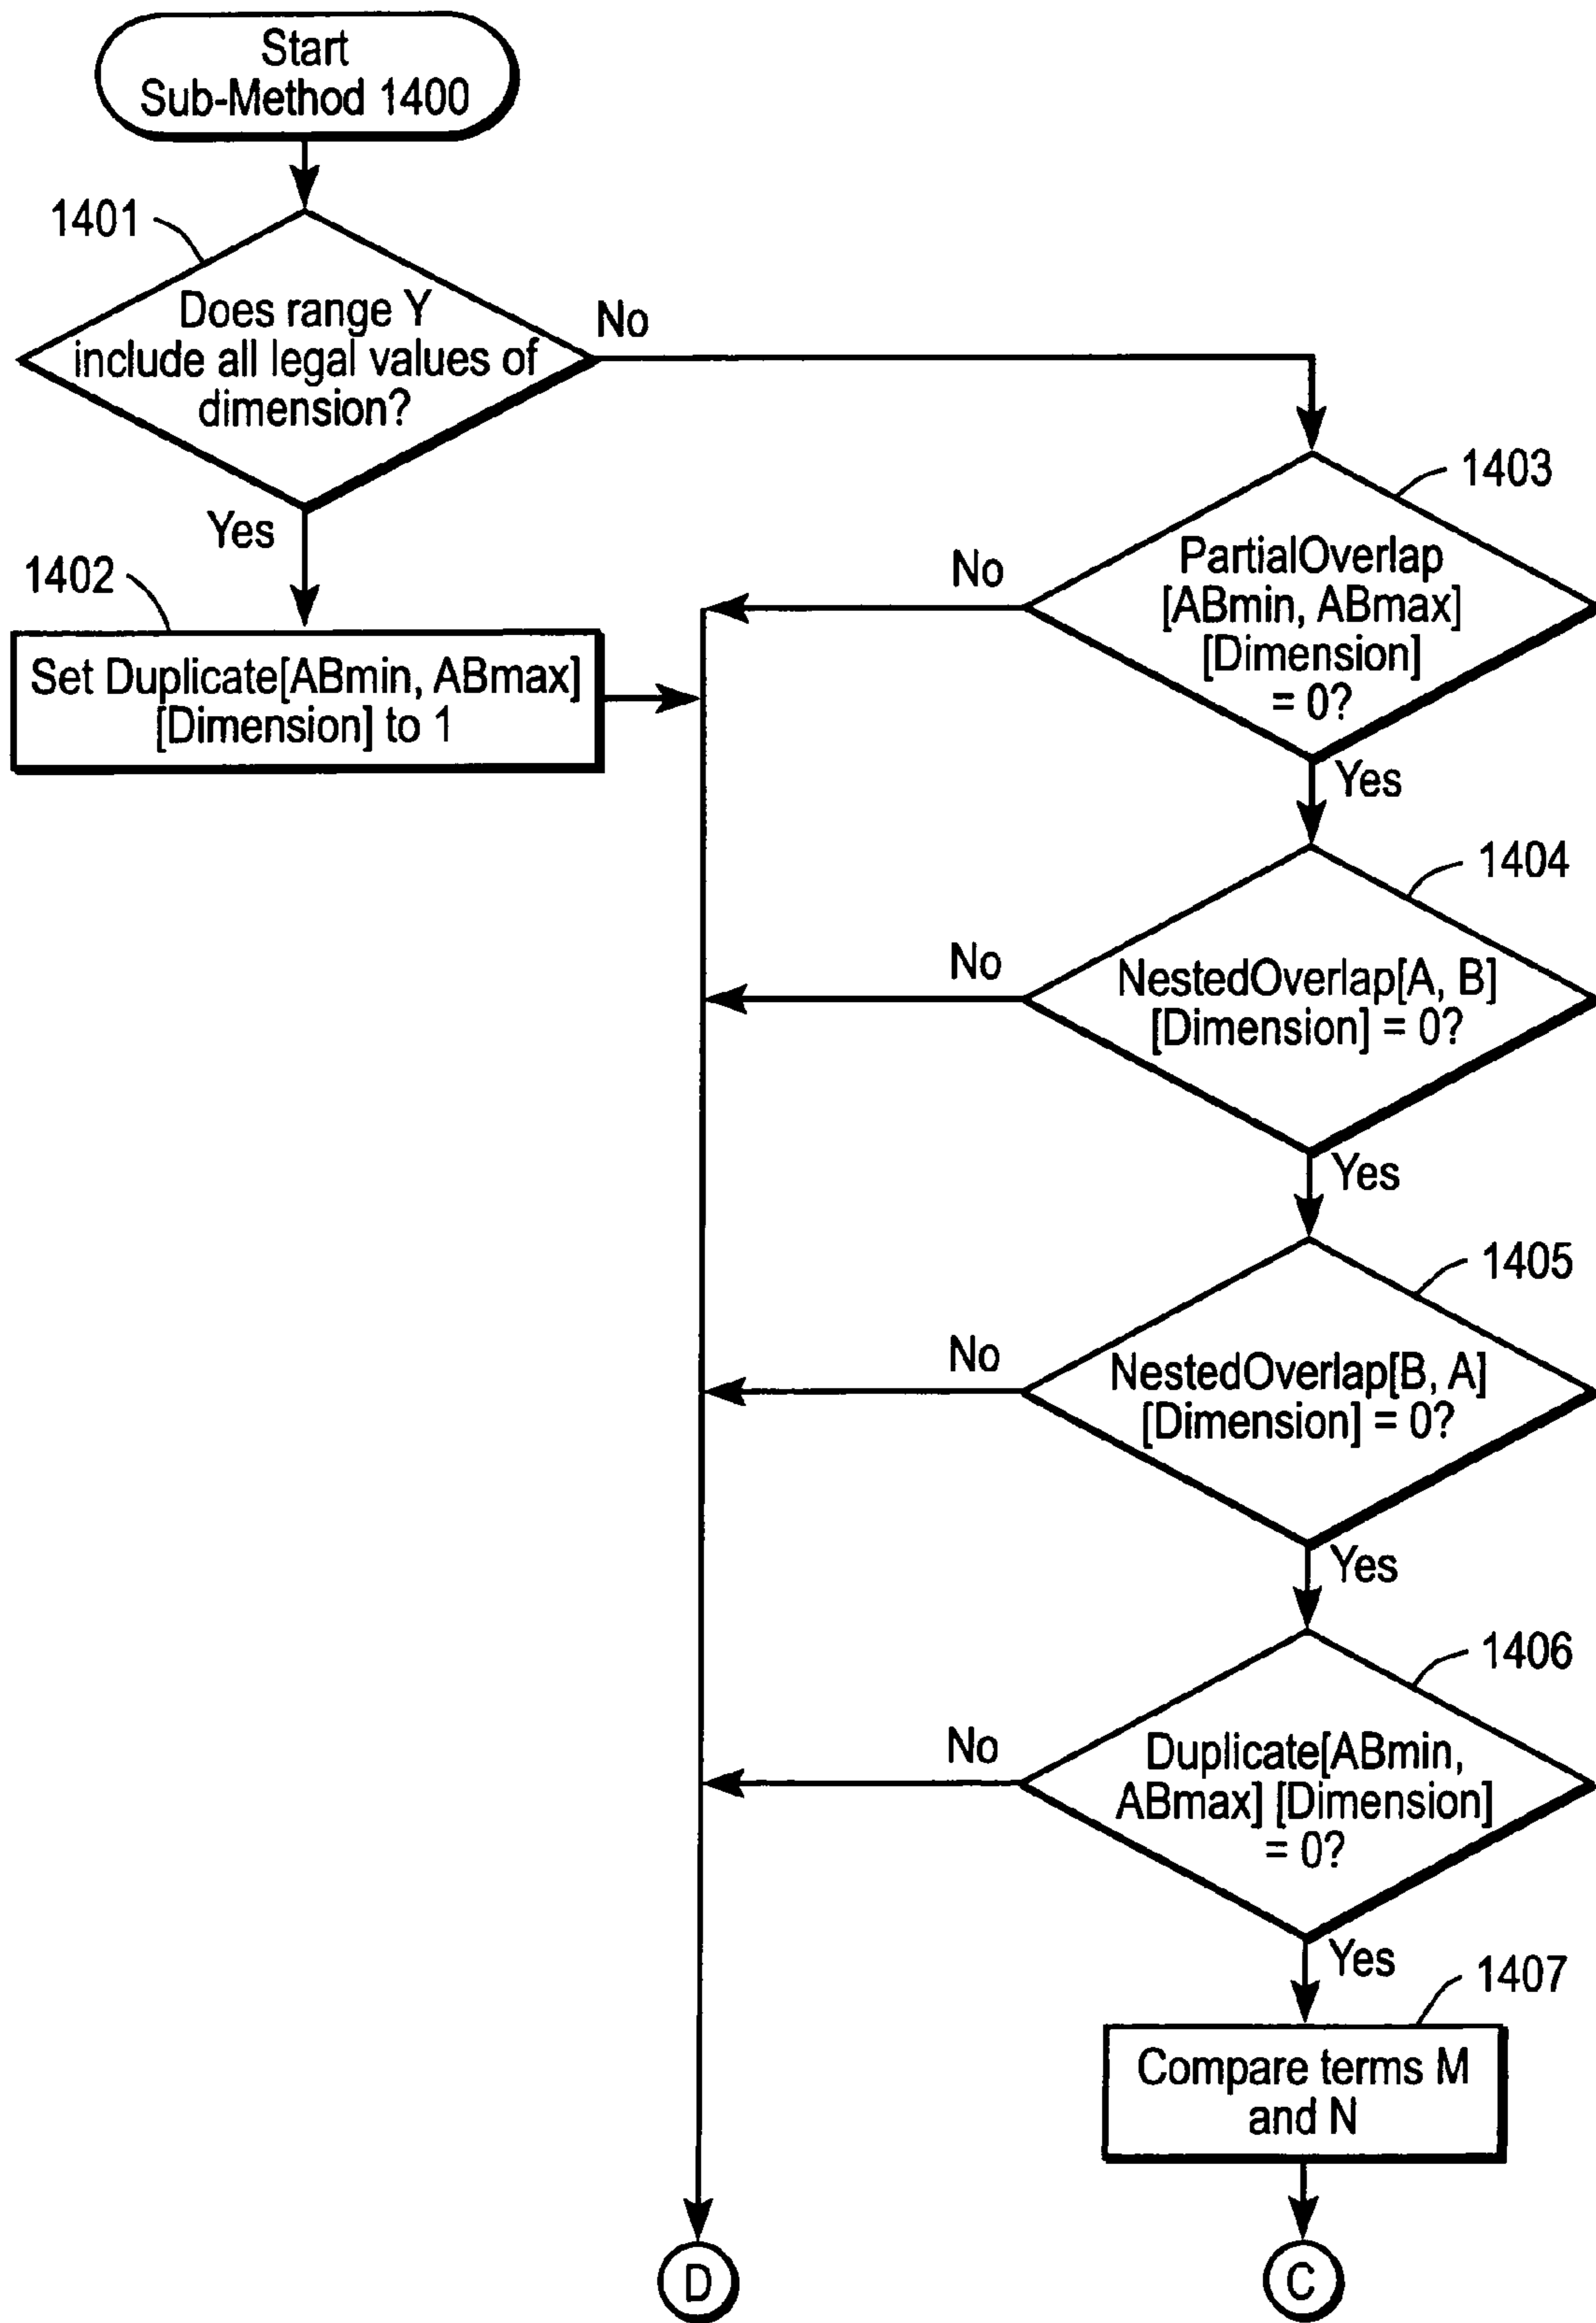 Start
Sub-Method 1400
1401
Does range Y
include all legal values of
dimension?
No
Yes
1402
Set Duplicate[ABmin, ABmax]
[Dimension] to 1
1403
PartialOverlap
[ABmin, ABmax]
[Dimension]
= 0?
No
Yes
1404
NestedOverlap[A, B]
[Dimension] = 0?
No
Yes
1405
NestedOverlap[B, A]
[Dimension] = 0?
No
Yes
1406
Duplicate[ABmin,
ABmax] [Dimension]
= 0?
No
Yes
1407
Compare terms M
and N
D
C